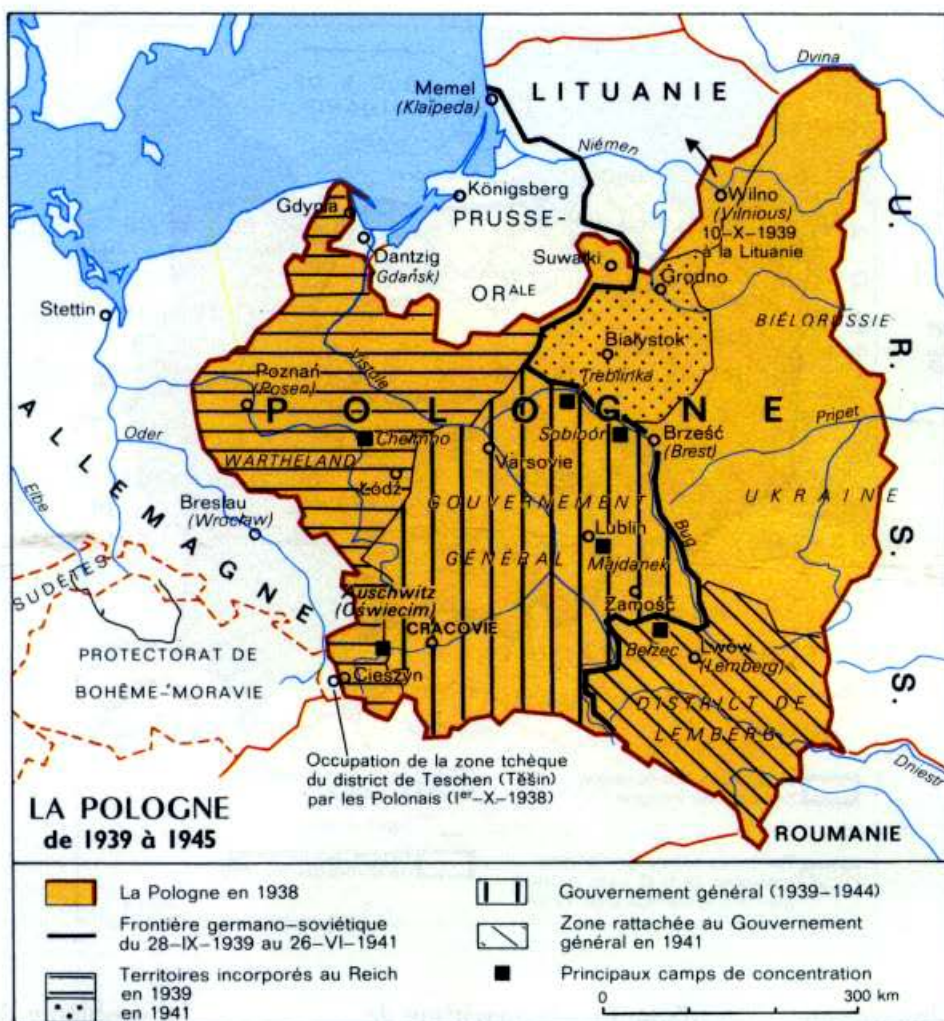 Dvina
Memel
(Klaïpeda)
LITUANIE
Niémen
Königsberg
PRUSSE-
ORALE
Gdynia
Dantzig
(Gdańsk)
Suwałki
Wilno
(Vilnious)
10-X-1939
à la Lituanie
Grodno
U. R. S. S.
Stettin
BIÉLORUSSIE
Białystok
Treblinka
Poznań
(Posen)
Vistule
POLOGNE
Pripet
Oder
Chełmno
Sobibór
Brześć
(Brest)
WARTHELAND
Varsovie
Łódź
ALLEMAGNE
Elbe
Breslau
(Wrocław)
GOUVERNEMENT
GÉNÉRAL
UKRAINE
Lublin
Bug
Majdanek
SUDÈTES
Auschwitz
(Oświecim)
Zamość
CRACOVIE
Bełzec
Lwów
(Lemberg)
PROTECTORAT DE
BOHÊME-MORAVIE
Cieszyn
DISTRICT DE
LEMBERG
Occupation de la zone tchèque
du district de Teschen (Těšin)
par les Polonais (Ier-X-1938)
Dniestr
LA POLOGNE
de 1939 à 1945
ROUMANIE
La Pologne en 1938
Frontière germano-soviétique
du 28-IX-1939 au 26-VI-1941
Territoires incorporés au Reich
en 1939
en 1941
Gouvernement général (1939-1944)
Zone rattachée au Gouvernement
général en 1941
Principaux camps de concentration
0 300 km